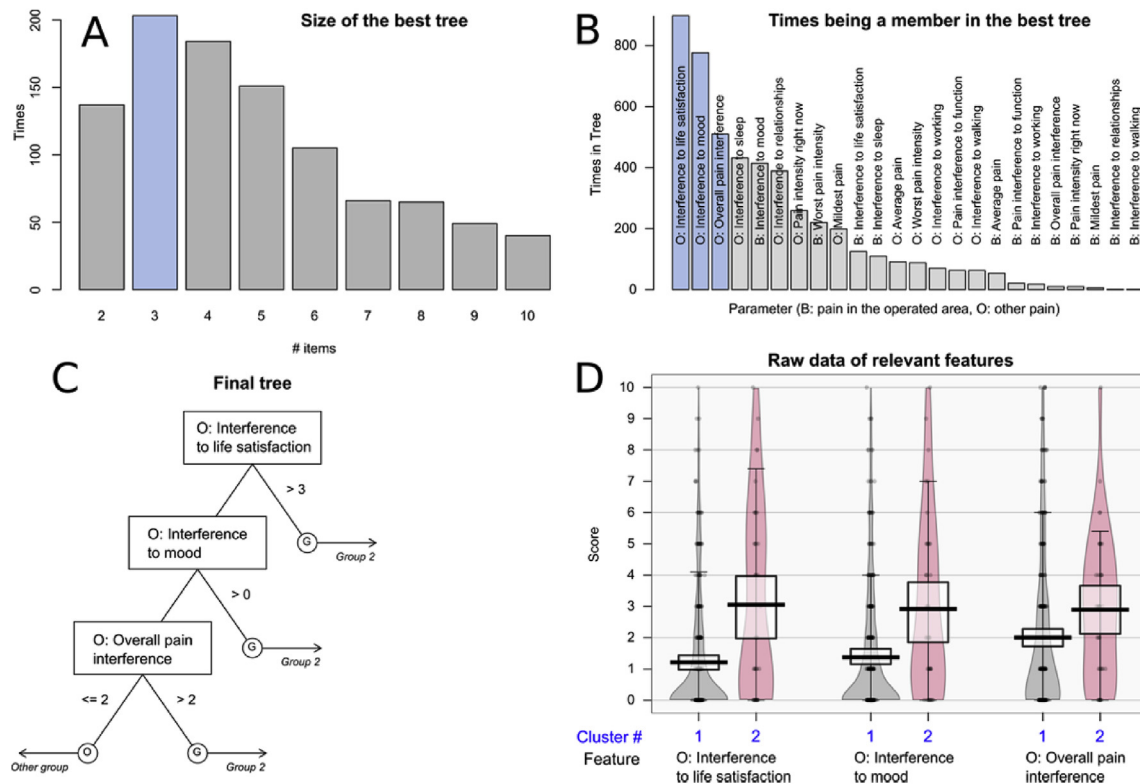 A
Size of the best tree
Times
200
150
100
50
0
2 3 4 5 6 7 8 9 10
# items
B
Times being a member in the best tree
Times in Tree
800
600
400
200
0
O: Interference to life satisfaction
O: Interference to mood
O: Overall pain interference
O: Interference to sleep
B: Interference to mood
O: Interference to relationships
O: Pain intensity right now
B: Worst pain intensity
O: Mildest pain
B: Interference to life satisfaction
B: Interference to sleep
O: Average pain
O: Worst pain intensity
O: Interference to working
O: Pain interference to function
O: Interference to walking
B: Average pain
B: Pain interference to function
B: Interference to working
B: Overall pain interference
B: Pain intensity right now
B: Mildest pain
B: Interference to relationships
B: Interference to walking
Parameter (B: pain in the operated area, O: other pain)
C
Final tree
O: Interference
to life satisfaction
> 3
G
Group 2
O: Interference
to mood
> 0
G
Group 2
O: Overall pain
interference
<= 2 > 2
O G
Other group Group 2
D
Raw data of relevant features
Score
10
9
8
7
6
5
4
3
2
1
0
Cluster # 1 2 1 2 1 2
Feature O: Interference O: Interference O: Overall pain
to life satisfaction to mood interference